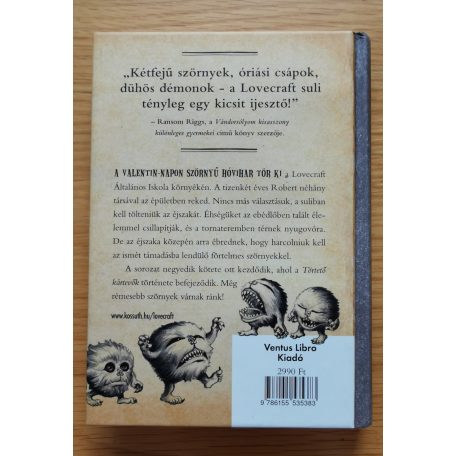 „Kétfejű szörnyek, óriási csápok,
dühös démonok - a Lovecraft suli
tényleg egy kicsit ijesztő!”
– Ransom Riggs, a Vándorsólyom kisasszony
különleges gyermekei című könyv szerzője.
A VALENTIN-NAPON SZÖRNYŰ HÓVIHAR TÖR KI a Lovecraft
Általános Iskola környékén. A tizenkét éves Robert néhány
társával az épületben reked. Nincs más választásuk, a suliban
kell tölteniük az éjszakát. Éhségüket az ebédlőben talált éle-
lemmel csillapítják, és a tornateremben térnek nyugovóra.
De az éjszaka közepén arra ébrednek, hogy harcolniuk kell
az ismét támadásba lendülő förtelmes szörnyekkel.
A sorozat negyedik kötete ott kezdődik, ahol a Törtető
kártevők története befejeződik. Még
rémesebb szörnyek várnak ránk!
www.kossuth.hu/lovecraft
Ventus Libro
Kiadó
2990 Ft
9 786155 535383